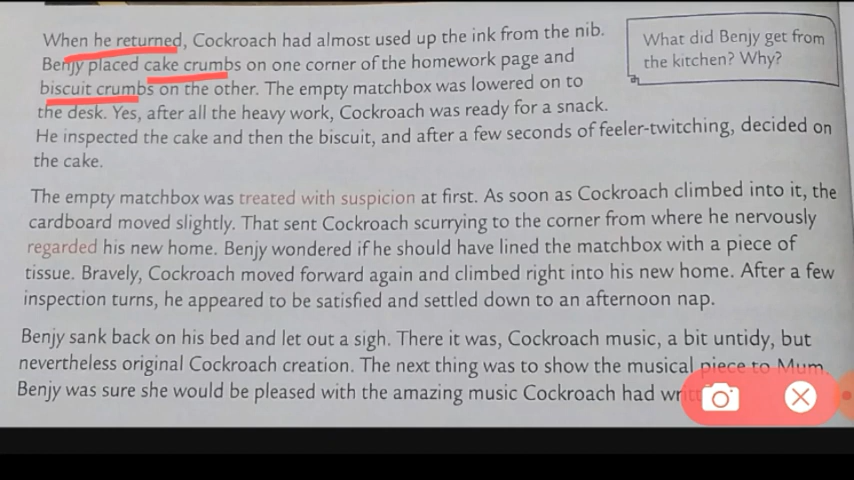 When he returned, Cockroach had almost used up the ink from the nib.
Benjy placed cake crumbs on one corner of the homework page and
biscuit crumbs on the other. The empty matchbox was lowered on to
the desk. Yes, after all the heavy work, Cockroach was ready for a snack.
He inspected the cake and then the biscuit, and after a few seconds of feeler-twitching, decided on
the cake.
What did Benjy get from
the kitchen? Why?
The empty matchbox was treated with suspicion at first. As soon as Cockroach climbed into it, the
cardboard moved slightly. That sent Cockroach scurrying to the corner from where he nervously
regarded his new home. Benjy wondered if he should have lined the matchbox with a piece of
tissue. Bravely, Cockroach moved forward again and climbed right into his new home. After a few
inspection turns, he appeared to be satisfied and settled down to an afternoon nap.
Benjy sank back on his bed and let out a sigh. There it was, Cockroach music, a bit untidy, but
nevertheless original Cockroach creation. The next thing was to show the musical piece to Mum.
Benjy was sure she would be pleased with the amazing music Cockroach had